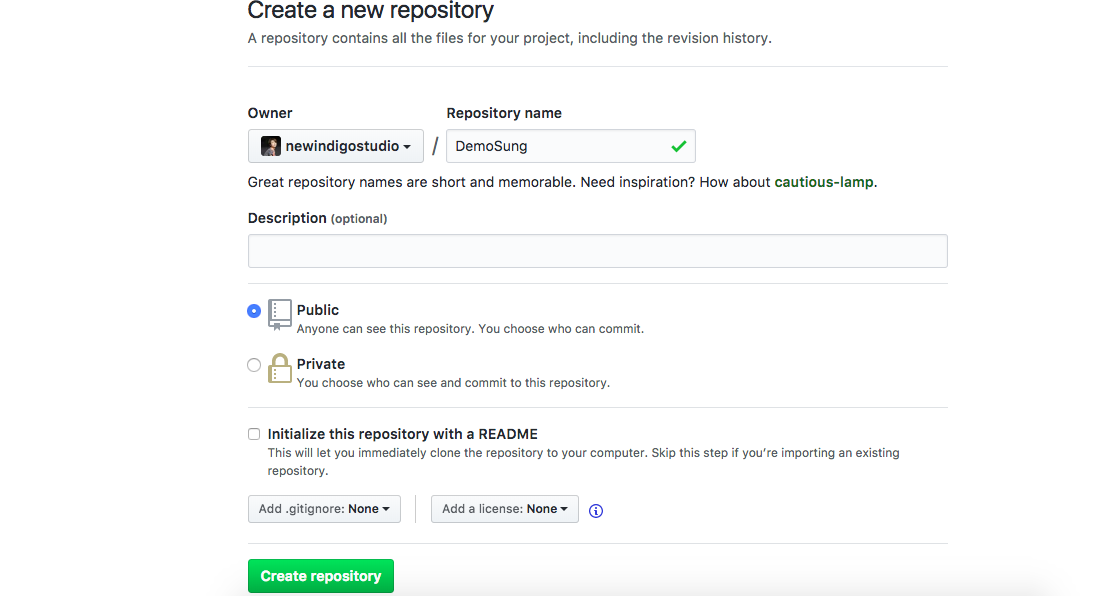 Create a new repository
A repository contains all the files for your project, including the revision history.
Owner
Repository name
newindigostudio
/
DemoSung
Great repository names are short and memorable. Need inspiration? How about cautious-lamp.
Description (optional)
Public
Anyone can see this repository. You choose who can commit.
Private
You choose who can see and commit to this repository.
Initialize this repository with a README
This will let you immediately clone the repository to your computer. Skip this step if you’re importing an existing
repository.
Add .gitignore: None
Add a license: None
Create repository